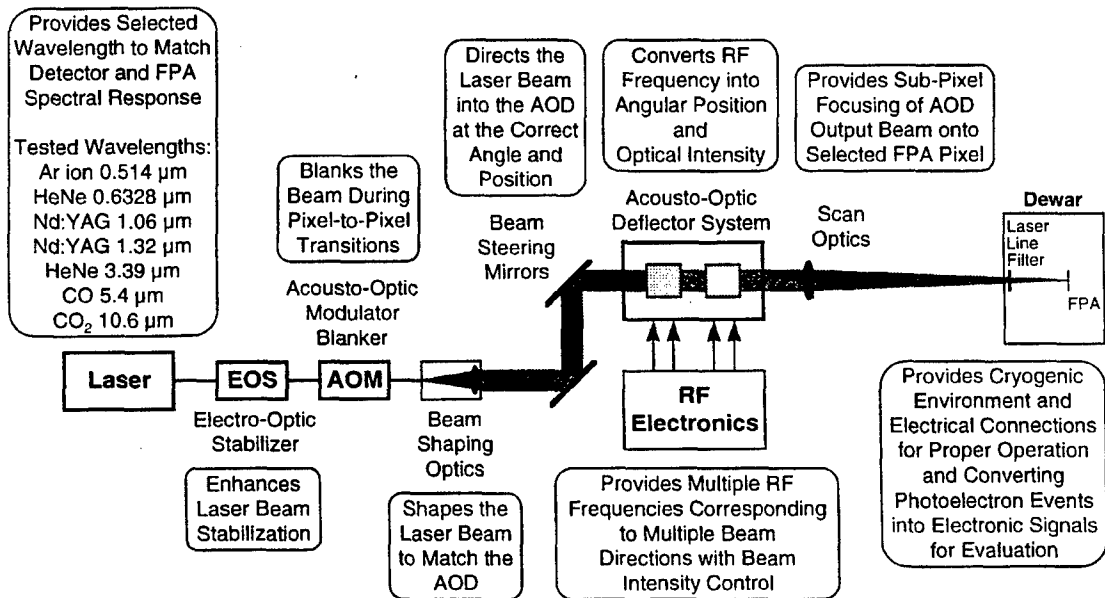 Provides Selected
Wavelength to Match
Detector and FPA
Spectral Response
Tested Wavelengths:
Ar ion 0.514 µm
HeNe 0.6328 µm
Nd:YAG 1.06 µm
Nd:YAG 1.32 µm
HeNe 3.39 µm
CO 5.4 µm
CO₂ 10.6 µm
Laser
EOS
Electro-Optic
Stabilizer
Enhances
Laser Beam
Stabilization
Blanks the
Beam During
Pixel-to-Pixel
Transitions
Acousto-Optic
Modulator
Blanker
AOM
Beam
Shaping
Optics
Shapes the
Laser Beam
to Match the
AOD
Directs the
Laser Beam
into the AOD
at the Correct
Angle and
Position
Beam
Steering
Mirrors
Converts RF
Frequency into
Angular Position
and
Optical Intensity
Acousto-Optic
Deflector System
RF
Electronics
Provides Multiple RF
Frequencies Corresponding
to Multiple Beam
Directions with Beam
Intensity Control
Provides Sub-Pixel
Focusing of AOD
Output Beam onto
Selected FPA Pixel
Scan
Optics
Dewar
Laser
Line
Filter
FPA
Provides Cryogenic
Environment and
Electrical Connections
for Proper Operation
and Converting
Photoelectron Events
into Electronic Signals
for Evaluation